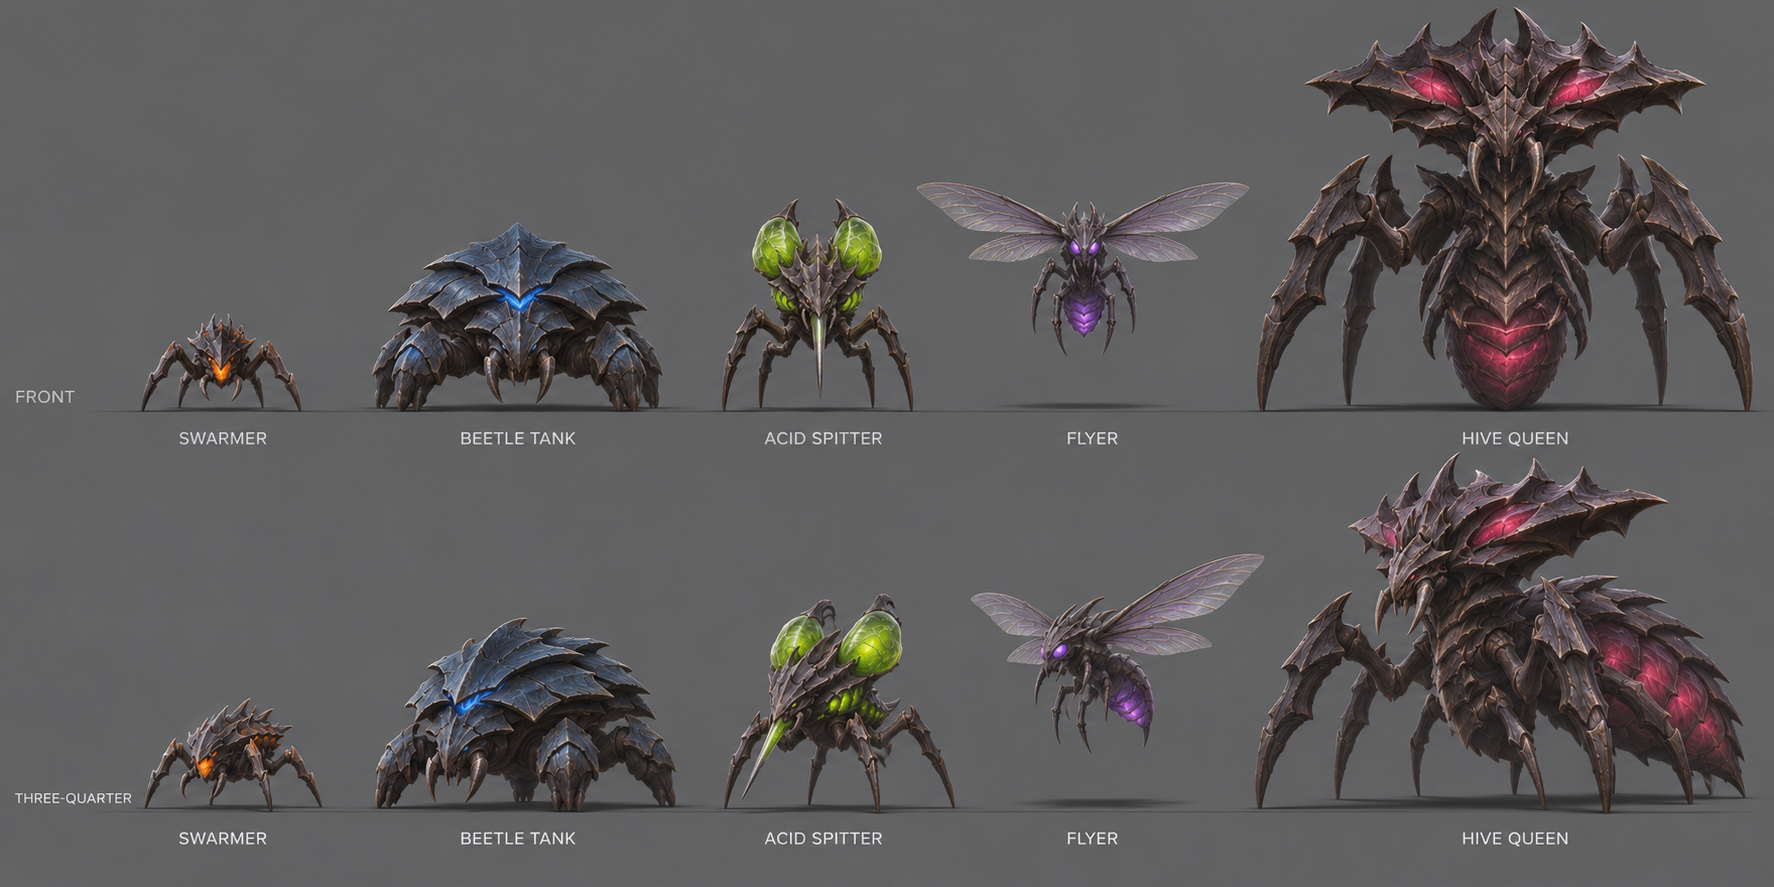 FRONT
SWARMER
BEETLE TANK
ACID SPITTER
FLYER
HIVE QUEEN
THREE-QUARTER
SWARMER
BEETLE TANK
ACID SPITTER
FLYER
HIVE QUEEN